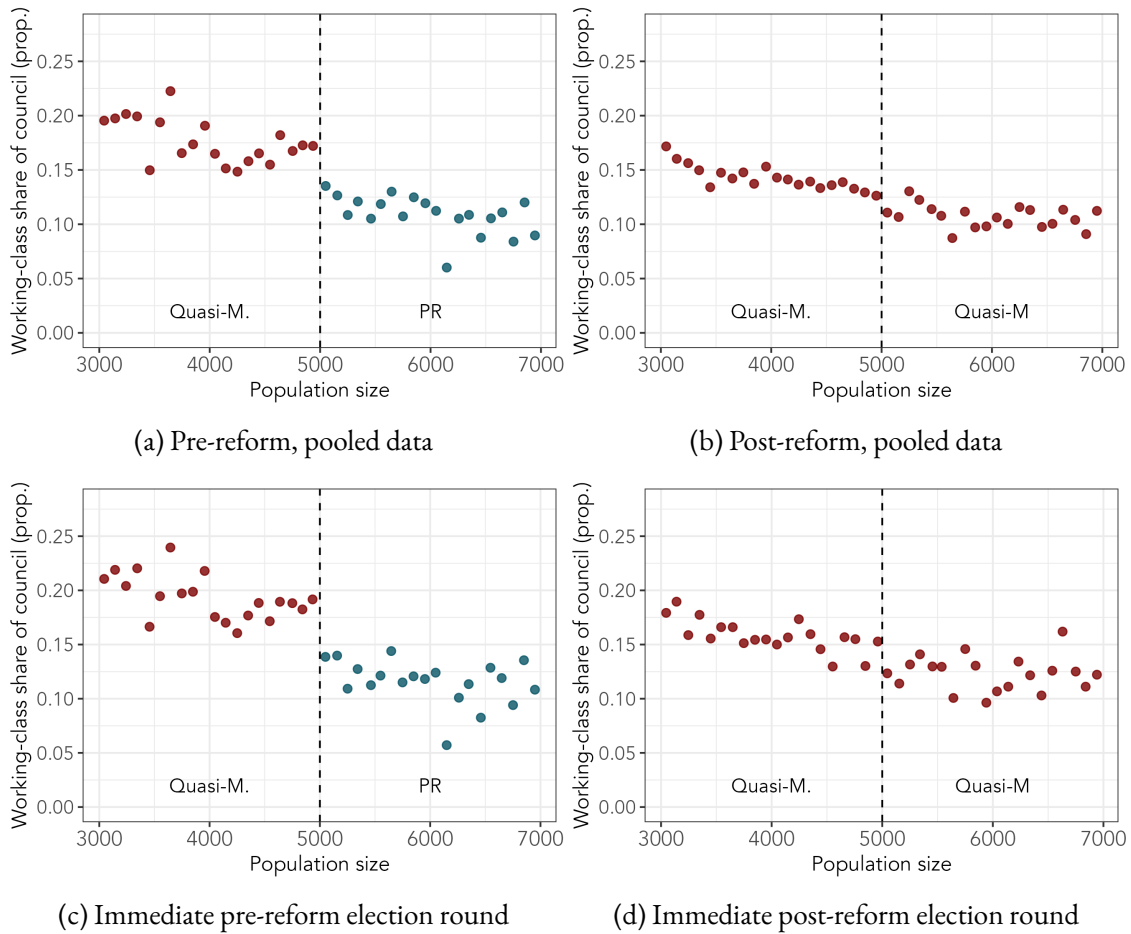 Working-class share of council (prop.)
0.25
0.20
0.15
0.10
0.05
0.00
Quasi-M.
PR
3000 4000 5000 6000 7000
Population size
(a) Pre-reform, pooled data
Working-class share of council (prop.)
0.25
0.20
0.15
0.10
0.05
0.00
Quasi-M.
Quasi-M
3000 4000 5000 6000 7000
Population size
(b) Post-reform, pooled data
Working-class share of council (prop.)
0.25
0.20
0.15
0.10
0.05
0.00
Quasi-M.
PR
3000 4000 5000 6000 7000
Population size
(c) Immediate pre-reform election round
Working-class share of council (prop.)
0.25
0.20
0.15
0.10
0.05
0.00
Quasi-M.
Quasi-M
3000 4000 5000 6000 7000
Population size
(d) Immediate post-reform election round